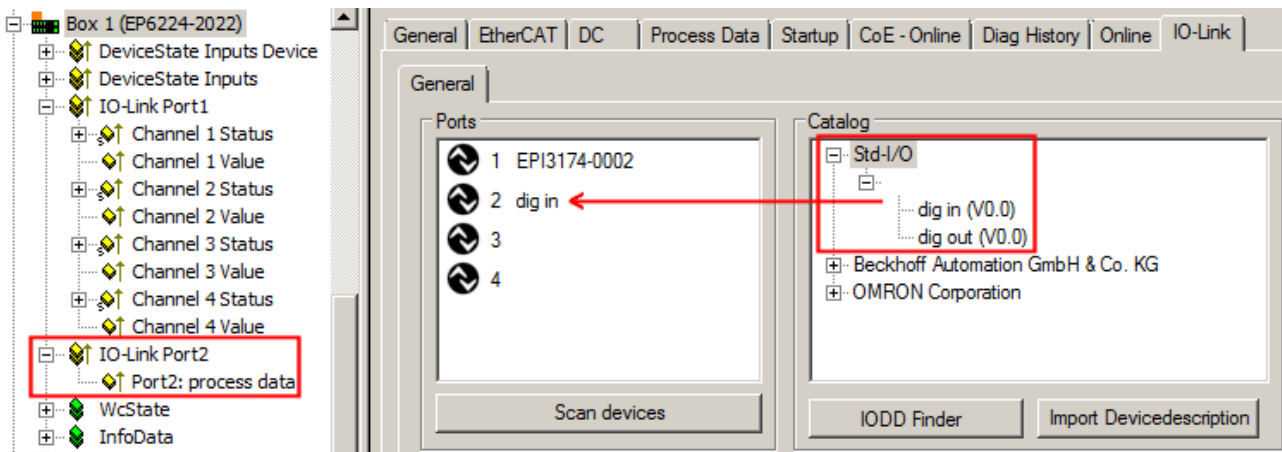 Box 1 (EP6224-2022)
DeviceState Inputs Device
DeviceState Inputs
IO-Link Port1
Channel 1 Status
Channel 1 Value
Channel 2 Status
Channel 2 Value
Channel 3 Status
Channel 3 Value
Channel 4 Status
Channel 4 Value
IO-Link Port2
Port2: process data
WcState
InfoData
General EtherCAT DC Process Data Startup CoE - Online Diag History Online IO-Link
General
Ports
1 EPI3174-0002
2 dig in
3
4
Scan devices
Catalog
Std-I/O
dig in (V0.0)
dig out (V0.0)
Beckhoff Automation GmbH & Co. KG
OMRON Corporation
IODD Finder Import Devicedescription